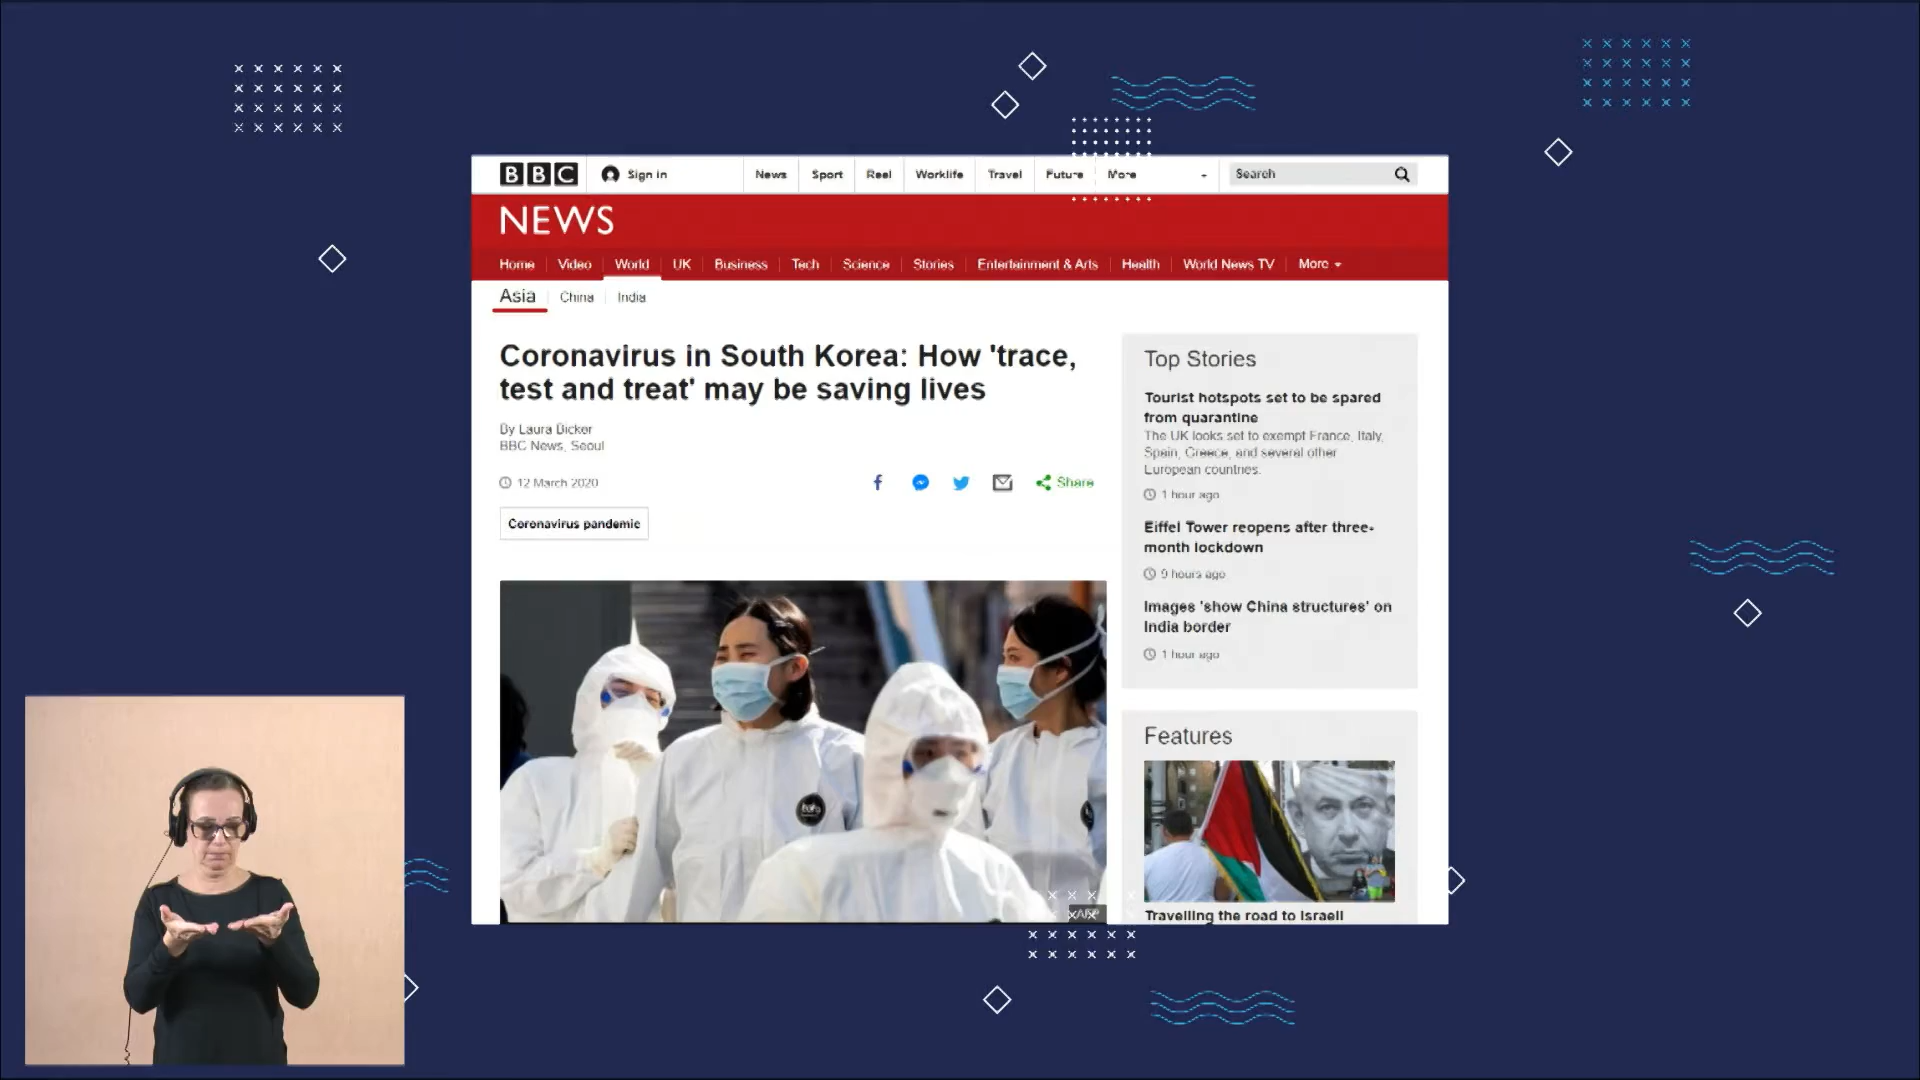 BBC
Sign in
News
Sport
Reel
Worklife
Travel
Future
More
Search
NEWS
Home
Video
World
UK
Business
Tech
Science
Stories
Entertainment & Arts
Health
World News TV
More
Asia
China
India
Coronavirus in South Korea: How 'trace,
test and treat' may be saving lives
By Laura Bicker
BBC News, Seoul
12 March 2020
Share
Coronavirus pandemic
Top Stories
Tourist hotspots set to be spared
from quarantine
The UK looks set to exempt France, Italy,
Spain, Greece, and several other
European countries.
1 hour ago
Eiffel Tower reopens after three-
month lockdown
9 hours ago
Images 'show China structures' on
India border
1 hour ago
Features
Travelling the road to Israeli